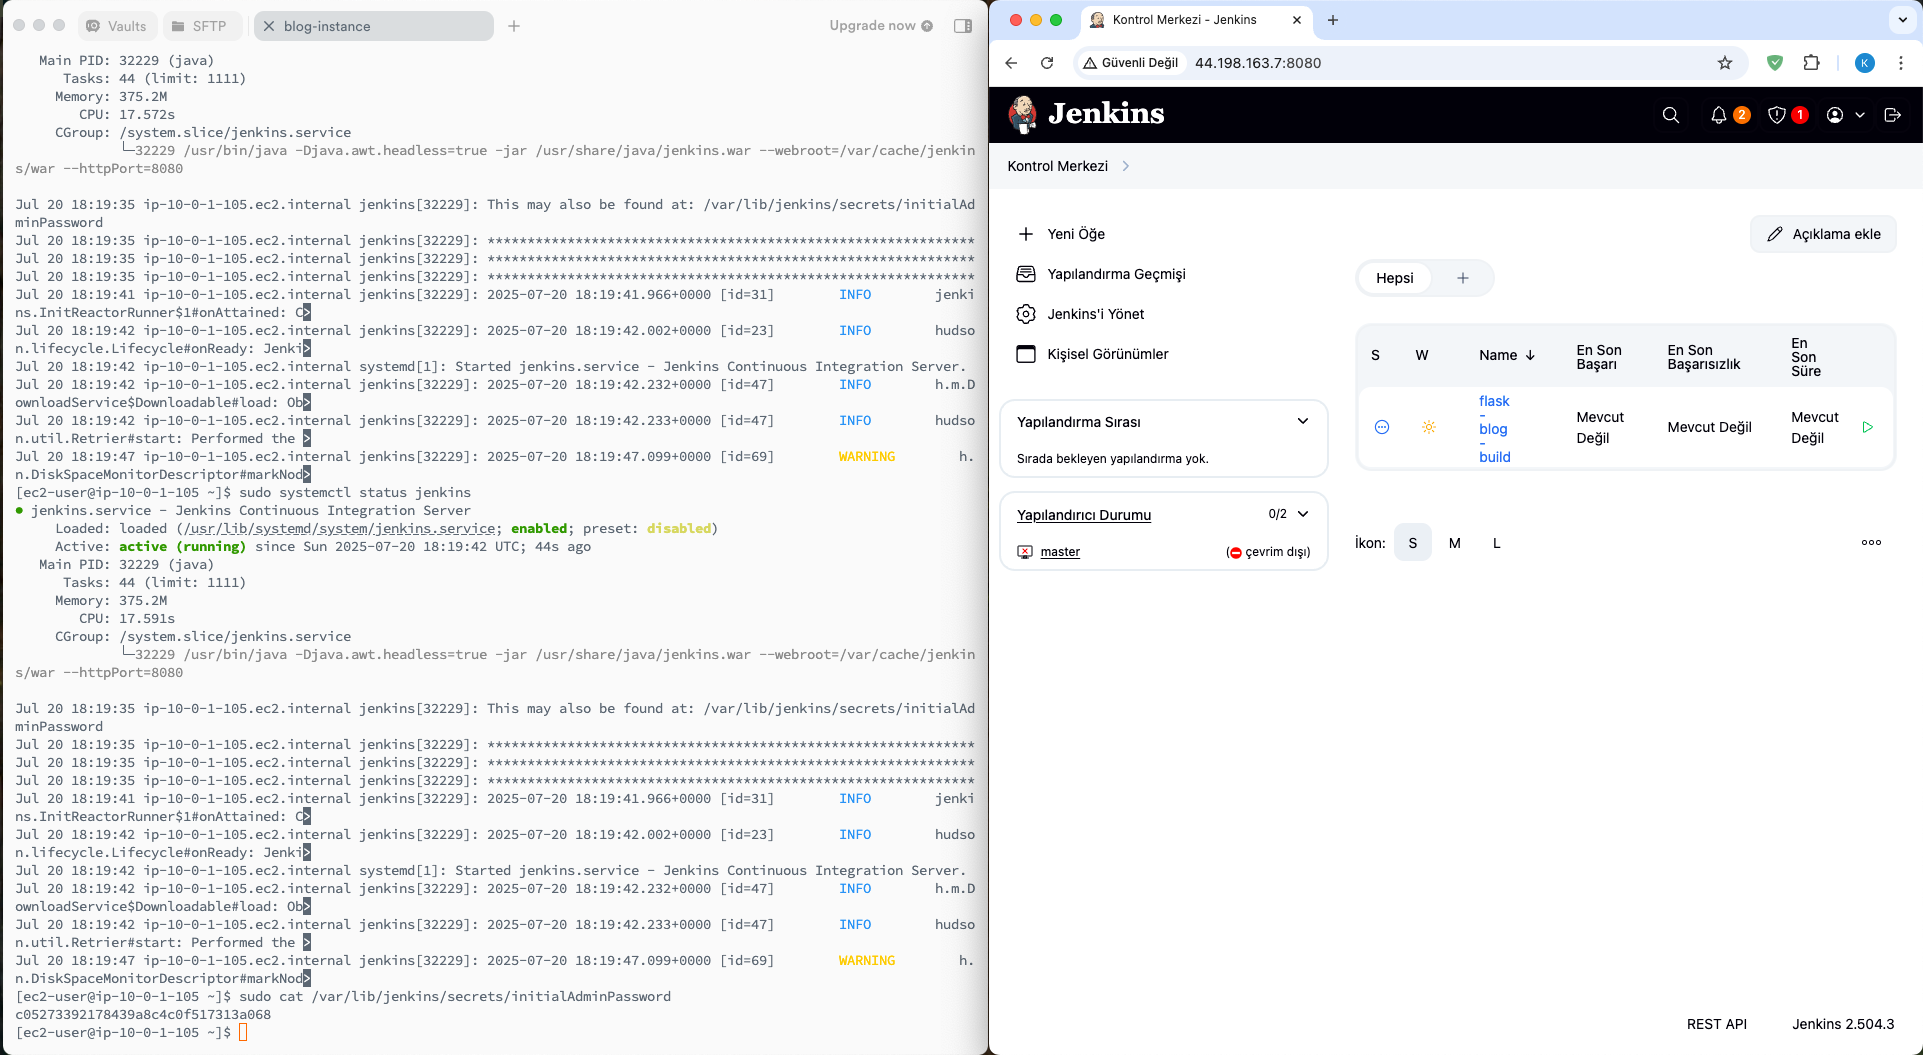 Vaults
SFTP
blog-instance
Upgrade now
Main PID: 32229 (java)
Tasks: 44 (limit: 1111)
Memory: 375.2M
CPU: 17.572s
CGroup: /system.slice/jenkins.service
└─32229 /usr/bin/java -Djava.awt.headless=true -jar /usr/share/java/jenkins.war --webroot=/var/cache/jenkin
s/war --httpPort=8080
Jul 20 18:19:35 ip-10-0-1-105.ec2.internal jenkins[32229]: This may also be found at: /var/lib/jenkins/secrets/initialAd
minPassword
Jul 20 18:19:35 ip-10-0-1-105.ec2.internal jenkins[32229]: *************************************************************
Jul 20 18:19:35 ip-10-0-1-105.ec2.internal jenkins[32229]: *************************************************************
Jul 20 18:19:35 ip-10-0-1-105.ec2.internal jenkins[32229]: *************************************************************
Jul 20 18:19:41 ip-10-0-1-105.ec2.internal jenkins[32229]: 2025-07-20 18:19:41.966+0000 [id=31] INFO jenki
ns.InitReactorRunner$1#onAttained: C>
Jul 20 18:19:42 ip-10-0-1-105.ec2.internal jenkins[32229]: 2025-07-20 18:19:42.002+0000 [id=23] INFO hudso
n.lifecycle.Lifecycle#onReady: Jenki>
Jul 20 18:19:42 ip-10-0-1-105.ec2.internal systemd[1]: Started jenkins.service - Jenkins Continuous Integration Server.
Jul 20 18:19:42 ip-10-0-1-105.ec2.internal jenkins[32229]: 2025-07-20 18:19:42.232+0000 [id=47] INFO h.m.D
ownloadService$Downloadable#load: Ob>
Jul 20 18:19:42 ip-10-0-1-105.ec2.internal jenkins[32229]: 2025-07-20 18:19:42.233+0000 [id=47] INFO hudso
n.util.Retrier#start: Performed the >
Jul 20 18:19:47 ip-10-0-1-105.ec2.internal jenkins[32229]: 2025-07-20 18:19:47.099+0000 [id=69] WARNING h.
n.DiskSpaceMonitorDescriptor#markNod>
[ec2-user@ip-10-0-1-105 ~]$ sudo systemctl status jenkins
● jenkins.service - Jenkins Continuous Integration Server
Loaded: loaded (/usr/lib/systemd/system/jenkins.service; enabled; preset: disabled)
Active: active (running) since Sun 2025-07-20 18:19:42 UTC; 44s ago
Main PID: 32229 (java)
Tasks: 44 (limit: 1111)
Memory: 375.2M
CPU: 17.591s
CGroup: /system.slice/jenkins.service
└─32229 /usr/bin/java -Djava.awt.headless=true -jar /usr/share/java/jenkins.war --webroot=/var/cache/jenkin
s/war --httpPort=8080
Jul 20 18:19:35 ip-10-0-1-105.ec2.internal jenkins[32229]: This may also be found at: /var/lib/jenkins/secrets/initialAd
minPassword
Jul 20 18:19:35 ip-10-0-1-105.ec2.internal jenkins[32229]: *************************************************************
Jul 20 18:19:35 ip-10-0-1-105.ec2.internal jenkins[32229]: *************************************************************
Jul 20 18:19:35 ip-10-0-1-105.ec2.internal jenkins[32229]: *************************************************************
Jul 20 18:19:41 ip-10-0-1-105.ec2.internal jenkins[32229]: 2025-07-20 18:19:41.966+0000 [id=31] INFO jenki
ns.InitReactorRunner$1#onAttained: C>
Jul 20 18:19:42 ip-10-0-1-105.ec2.internal jenkins[32229]: 2025-07-20 18:19:42.002+0000 [id=23] INFO hudso
n.lifecycle.Lifecycle#onReady: Jenki>
Jul 20 18:19:42 ip-10-0-1-105.ec2.internal systemd[1]: Started jenkins.service - Jenkins Continuous Integration Server.
Jul 20 18:19:42 ip-10-0-1-105.ec2.internal jenkins[32229]: 2025-07-20 18:19:42.232+0000 [id=47] INFO h.m.D
ownloadService$Downloadable#load: Ob>
Jul 20 18:19:42 ip-10-0-1-105.ec2.internal jenkins[32229]: 2025-07-20 18:19:42.233+0000 [id=47] INFO hudso
n.util.Retrier#start: Performed the >
Jul 20 18:19:47 ip-10-0-1-105.ec2.internal jenkins[32229]: 2025-07-20 18:19:47.099+0000 [id=69] WARNING h.
n.DiskSpaceMonitorDescriptor#markNod>
[ec2-user@ip-10-0-1-105 ~]$ sudo cat /var/lib/jenkins/secrets/initialAdminPassword
c05273392178439a8c4c0f517313a068
[ec2-user@ip-10-0-1-105 ~]$
Kontrol Merkezi - Jenkins
Güvenli Değil 44.198.163.7:8080
K
Jenkins
2
1
Kontrol Merkezi
Yeni Öğe
Yapılandırma Geçmişi
Jenkins'i Yönet
Kişisel Görünümler
Yapılandırma Sırası
Sırada bekleyen yapılandırma yok.
Yapılandırıcı Durumu 0/2
master (çevrim dışı)
Açıklama ekle
Hepsi +
S W Name ↓ En Son Başarı En Son Başarısızlık En Son Süre
flask-blog-build Mevcut Değil Mevcut Değil Mevcut Değil
İkon: S M L
REST API Jenkins 2.504.3